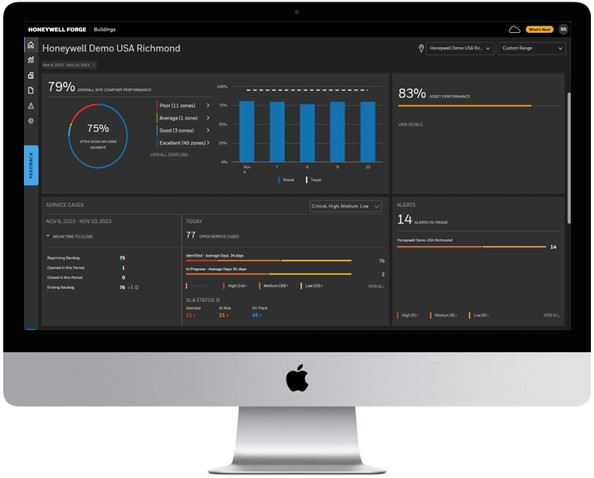 HONEYWELL FORGE | Buildings
What's New!
RS
Honeywell Demo USA Richmond
Honeywell Demo USA Ric...
Custom Range
Nov 6, 2023 - Nov 10, 2023
FEEDBACK
79% OVERALL SITE COMFORT PERFORMANCE
75%
of the zones are rated
excellent
Poor (11 zones)
Average (1 zone)
Good (3 zones)
Excellent (45 zones)
VIEW ALL ZONES (60)
100%
75%
50%
25%
0%
Nov
6
7
8
9
10
Actual
Target
83% ASSET PERFORMANCE
VIEW DETAILS
SERVICE CASES
Critical, High, Medium, Low
NOV 6, 2023 - NOV 10, 2023
- MEAN TIME TO CLOSE
Beginning Backlog 75
Opened in this Period 1
Closed in this Period 0
Ending Backlog 76
TODAY
77 OPEN SERVICE CASES
Identified - Average Days: 34 days
75
In Progress - Average Days: 91 days
2
High (14)
Medium (30)
Low (33)
VIEW ALL
SLA STATUS
Overdue
At Risk
On Track
11
21
45
ALERTS
14 ALERTS TO TRIAGE
Honeywell Demo USA Richmond
14
High (0)
Medium (8)
Low (6)
VIEW ALL